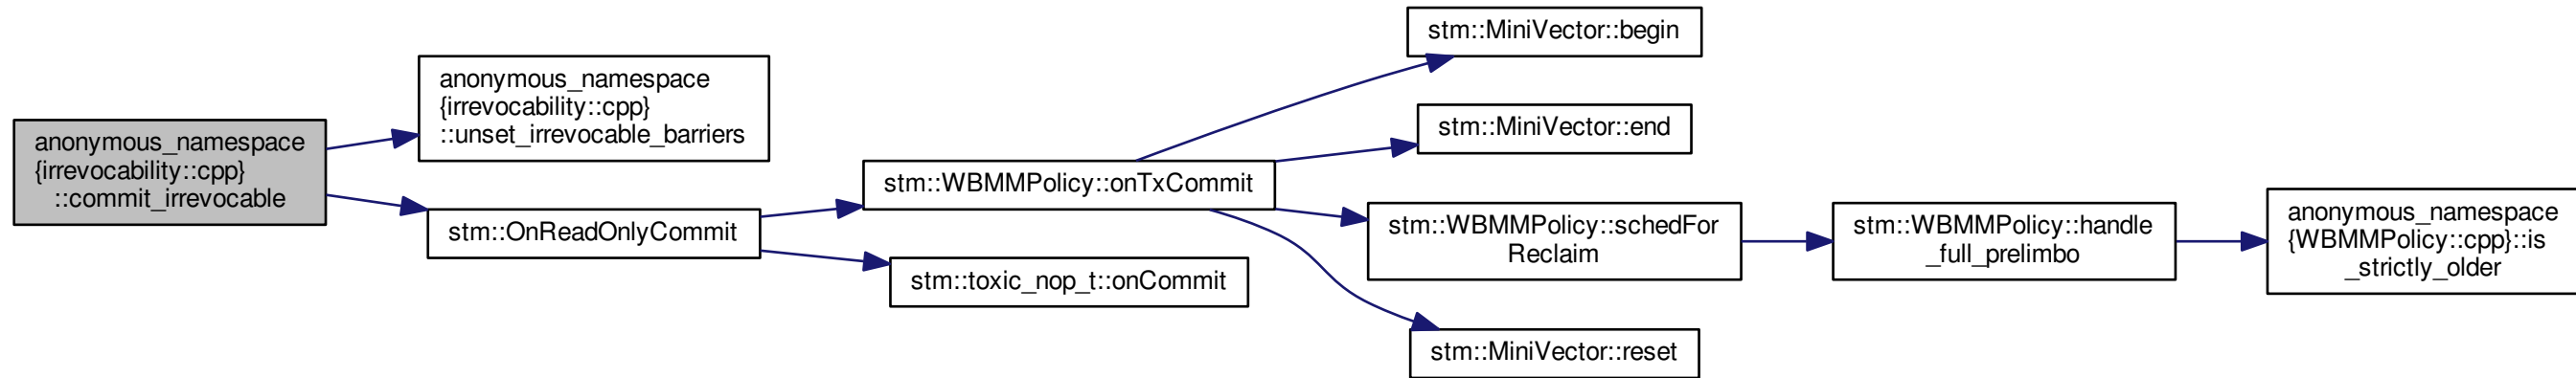 anonymous_namespace
{irrevocability::cpp}
::commit_irrevocable
anonymous_namespace
{irrevocability::cpp}
::unset_irrevocable_barriers
stm::OnReadOnlyCommit
stm::WBMMPolicy::onTxCommit
stm::toxic_nop_t::onCommit
stm::MiniVector::begin
stm::MiniVector::end
stm::WBMMPolicy::schedFor
Reclaim
stm::MiniVector::reset
stm::WBMMPolicy::handle
_full_prelimbo
anonymous_namespace
{WBMMPolicy::cpp}::is
_strictly_older